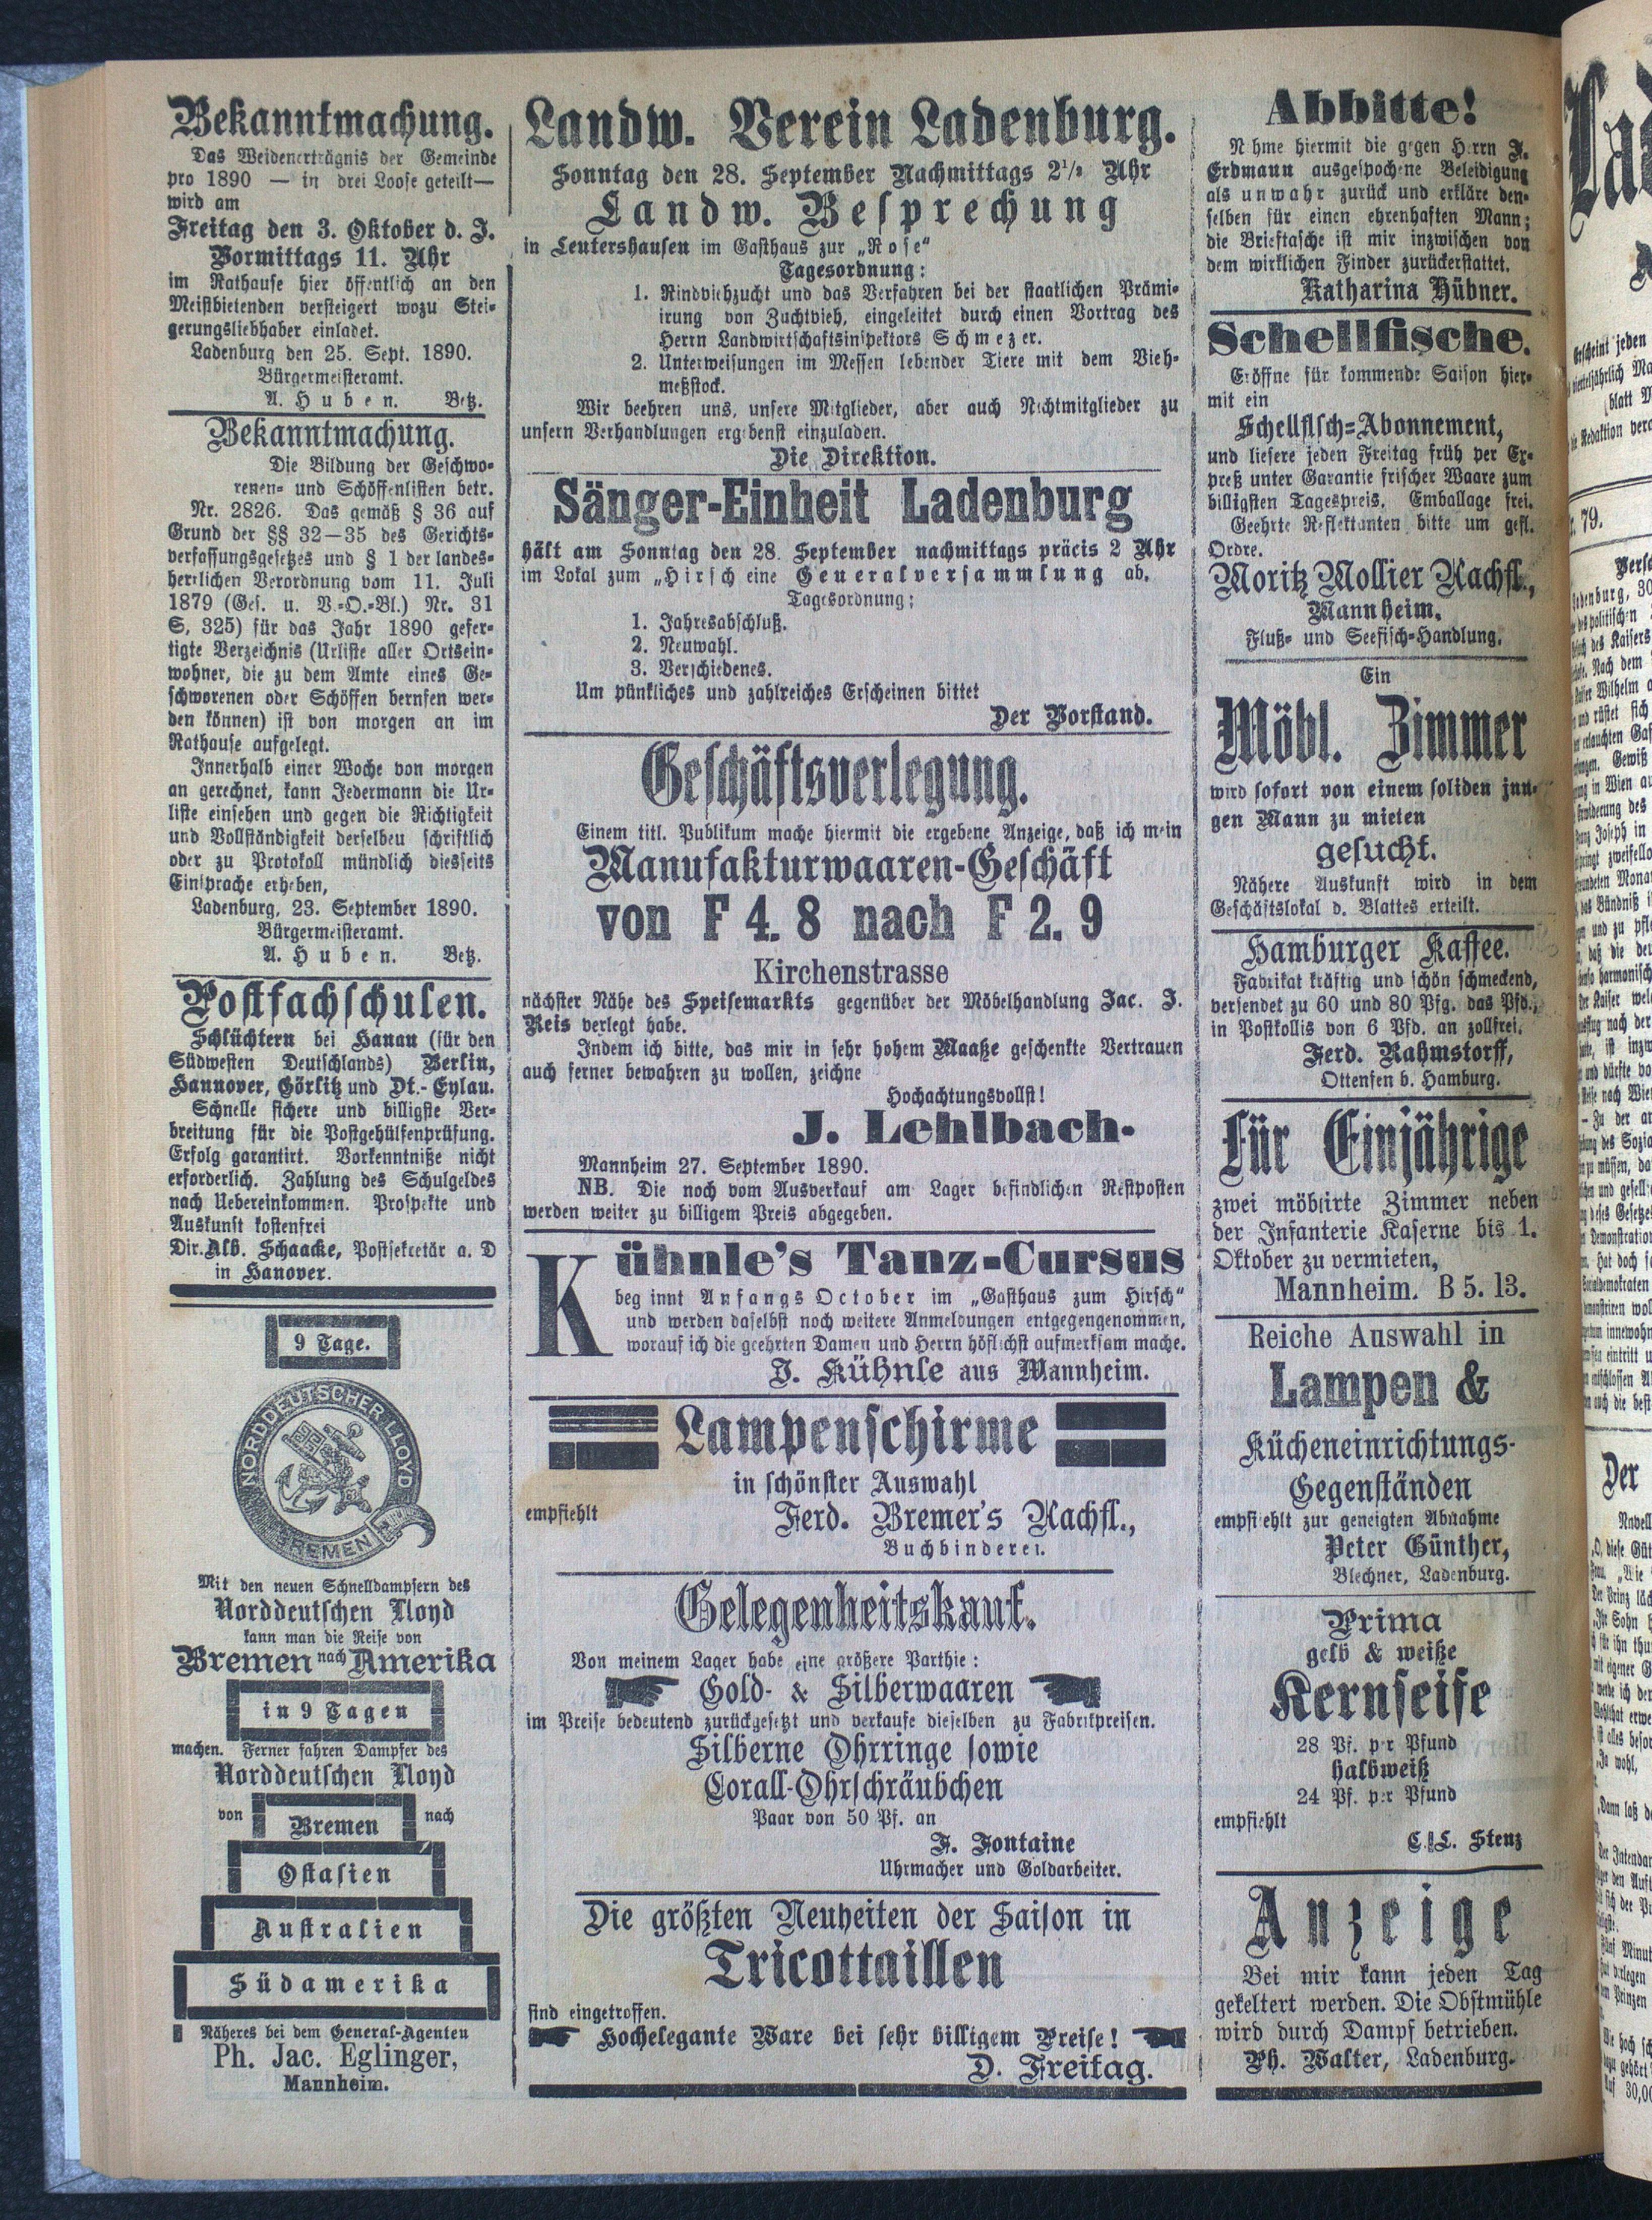 Bekanntmachung.
Das Weidenerträgnis der Gemeinde
pro 1890 — in drei Loose geteilt—
wird am
Freitag den 3. Oktober d. J.
Vormittags 11. Uhr
im Rathause hier öffentlich an den
Meistbietenden versteigert wozu Stei-
gerungsliebhaber einladet.
Ladenburg den 25. Sept. 1890.
Bürgermeisteramt.
A. Huben. Betz.
Bekanntmachung.
Die Bildung der Geschwo-
renen- und Schöffenlisten betr.
Nr. 2826. Das gemäß § 36 auf
Grund der §§ 32—35 des Gerichts-
verfassungsgesetzes und § 1 der landes-
herrlichen Verordnung vom 11. Juli
1879 (Ges. u. V.-O.-Bl.) Nr. 31
S, 325) für das Jahr 1890 gefer-
tigte Verzeichnis (Urliste aller Ortsein-
wohner, die zu dem Amte eines Ge-
schworenen oder Schöffen bernfen wer-
den können) ist von morgen an im
Rathause aufgelegt.
Innerhalb einer Woche von morgen
an gerechnet, kann Jedermann die Ur-
liste einsehen und gegen die Richtigkeit
und Vollständigkeit derselbeu schriftlich
oder zu Protokoll mündlich diesseits
Einsprache erheben,
Ladenburg, 23. September 1890.
Bürgermeisteramt.
A. Huben. Betz.
Postfachschulen.
Schlüchtern bei Hanau (für den
Südwesten Deutschlands) Berlin,
Hannover, Görlitz und Dt.-Eylau.
Schnelle sichere und billigste Ver-
breitung für die Postgehülfenprüfung.
Erfolg garantirt. Vorkenntniße nicht
erforderlich. Zahlung des Schulgeldes
nach Uebereinkommen. Prospekte und
Auskunft kostenfrei
Dir. Alb. Schaacke, Postsekretär a. D
in Hanover.
9 Tage.
NORDDEUTSCHER LLOYD
BREMEN
Mit den neuen Schnelldampfern des
Norddeutschen Lloyd
kann man die Reise von
Bremen nach Amerika
in 9 Tagen
machen. Ferner fahren Dampfer des
Norddeutschen Lloyd
von Bremen nach
Ostasien
Australien
Südamerika
Näheres bei dem General-Agenten
Ph. Jac. Eglinger,
Mannheim.
Landw. Verein Ladenburg.
Sonntag den 28. September Nachmittags 2½ Uhr
Landw. Besprechung
in Leutershausen im Gasthaus zur „Rose“
Tagesordnung:
1. Rindviehzucht und das Verfahren bei der staatlichen Prämi-
irung von Zuchtvieh, eingeleitet durch einen Vortrag des
Herrn Landwirtschaftsinspektors Schmezer.
2. Unterweisungen im Messen lebender Tiere mit dem Vieh-
meßstock.
Wir beehren uns, unsere Mitglieder, aber auch Nichtmitglieder zu
unsern Verhandlungen ergebenst einzuladen.
Die Direktion.
Sänger-Einheit Ladenburg
hält am Sonntag den 28. September nachmittags präcis 2 Uhr
im Lokal zum „Hirsch eine Generalversammlung ab.
Tagesordnung:
1. Jahresabschluß.
2. Neuwahl.
3. Verschiedenes.
Um pünkliches und zahlreiches Erscheinen bittet
Der Vorstand.
Geschäftsverlegung.
Einem titl. Publikum mache hiermit die ergebene Anzeige, daß ich mein
Manufakturwaaren-Geschäft
von F 4. 8 nach F 2. 9
Kirchenstrasse
nächster Nähe des Speisemarkts gegenüber der Möbelhandlung Jac. J.
Reis verlegt habe.
Indem ich bitte, das mir in sehr hohem Maaße geschenkte Vertrauen
auch ferner bewahren zu wollen, zeichne
Hochachtungsvollst!
J. Lehlbach-
Mannheim 27. September 1890.
NB. Die noch vom Ausverkauf am Lager befindlichen Restposten
werden weiter zu billigem Preis abgegeben.
Kühnle's Tanz-Cursus
beginnt Anfangs October im „Gasthaus zum Hirsch“
und werden daselbst noch weitere Anmeldungen entgegengenommen,
worauf ich die geehrten Damen und Herrn höflichst aufmerksam mache.
J. Kühnle aus Mannheim.
Lampenschirme
in schönster Auswahl
empfiehlt Ferd. Bremer's Nachfl.,
Buchbinderei.
Gelegenheitskauf.
Von meinem Lager habe eine größere Parthie:
Gold- & Silberwaaren
im Preise bedeutend zurückgesetzt und verkaufe dieselben zu Fabrikpreisen.
Silberne Ohrringe sowie
Corall-Ohrschräubchen
Paar von 50 Pf. an
F. Fontaine
Uhrmacher und Goldarbeiter.
Die größten Neuheiten der Saison in
Tricottaillen
sind eingetroffen.
Hochelegante Ware bei sehr billigem Preise!
D. Freitag.
Abbitte!
Nehme hiermit die gegen Herrn J.
Erdmann ausgespochene Beleidigung
als unwahr zurück und erkläre den-
selben für einen ehrenhaften Mann;
die Brieftasche ist mir inzwischen von
dem wirklichen Finder zurückerstattet.
Katharina Hübner.
Schellfische.
Eröffne für kommende Saison hier-
mit ein
Schellfisch-Abonnement,
und liefere jeden Freitag früh per Ex-
preß unter Garantie frischer Waare zum
billigsten Tagespreis. Emballage frei.
Geehrte Reflektanten bitte um gefl.
Ordre.
Moritz Mollier Nachfl.,
Mannheim,
Fluß- und Seefisch-Handlung.
Ein
Möbl. Zimmer
wird sofort von einem soliden jun-
gen Mann zu mieten
gesucht.
Nähere Auskunft wird in dem
Geschäftslokal d. Blattes erteilt.
Hamburger Kaffee.
Fabrikat kräftig und schön schmeckend,
versendet zu 60 und 80 Pfg. das Pfd.,
in Postkollis von 6 Pfd. an zollfrei.
Ferd. Rahmstorff,
Ottensen b. Hamburg.
Für Einjährige
zwei möblirte Zimmer neben
der Infanterie Kaserne bis 1.
Oktober zu vermieten,
Mannheim. B 5. 13.
Reiche Auswahl in
Lampen &
Kücheneinrichtungs-
Gegenständen
empfiehlt zur geneigten Abnahme
Peter Günther,
Blechner, Ladenburg.
Prima
gelb & weiße
Kernseife
28 Pf. per Pfund
halbweiß
24 Pf. per Pfund
empfiehlt
C. L. Stenz
Anzeige
Bei mir kann jeden Tag
gekeltert werden. Die Obstmühle
wird durch Dampf betrieben.
Ph. Walter, Ladenburg.